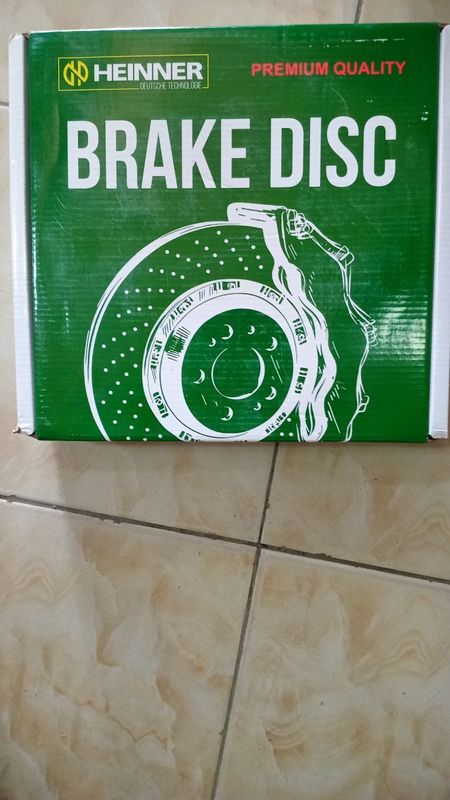 HEINNER
DEUTSCHE TECHNOLOGIE
PREMIUM QUALITY
BRAKE DISC